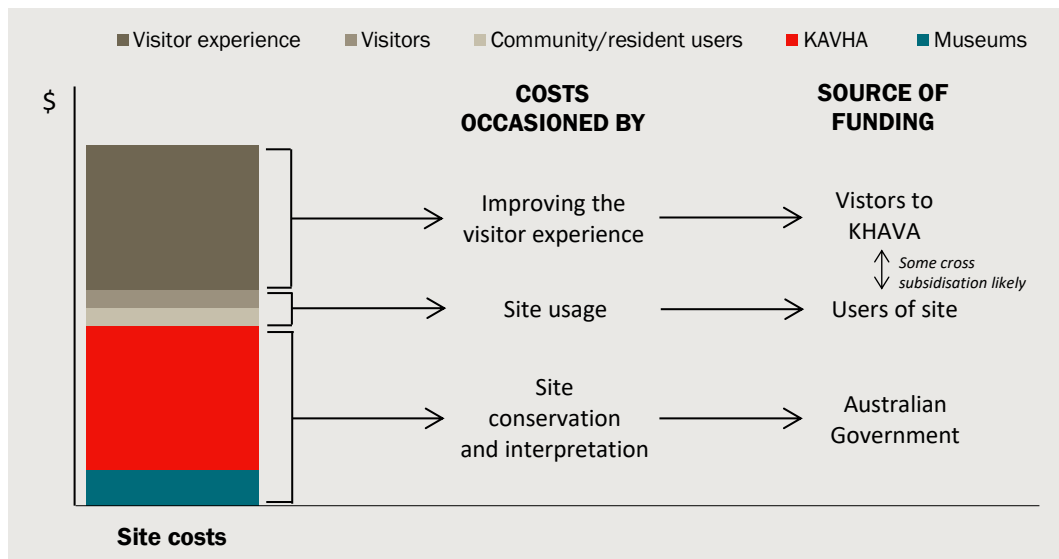 Visitor experience
Visitors
Community/resident users
KAVHA
Museums
$
COSTS
OCCASIONED BY
SOURCE OF
FUNDING
Improving the
visitor experience
Vistors to
KHAVA
Some cross
subsidisation likely
Site usage
Users of site
Site
conservation
and interpretation
Australian
Government
Site costs